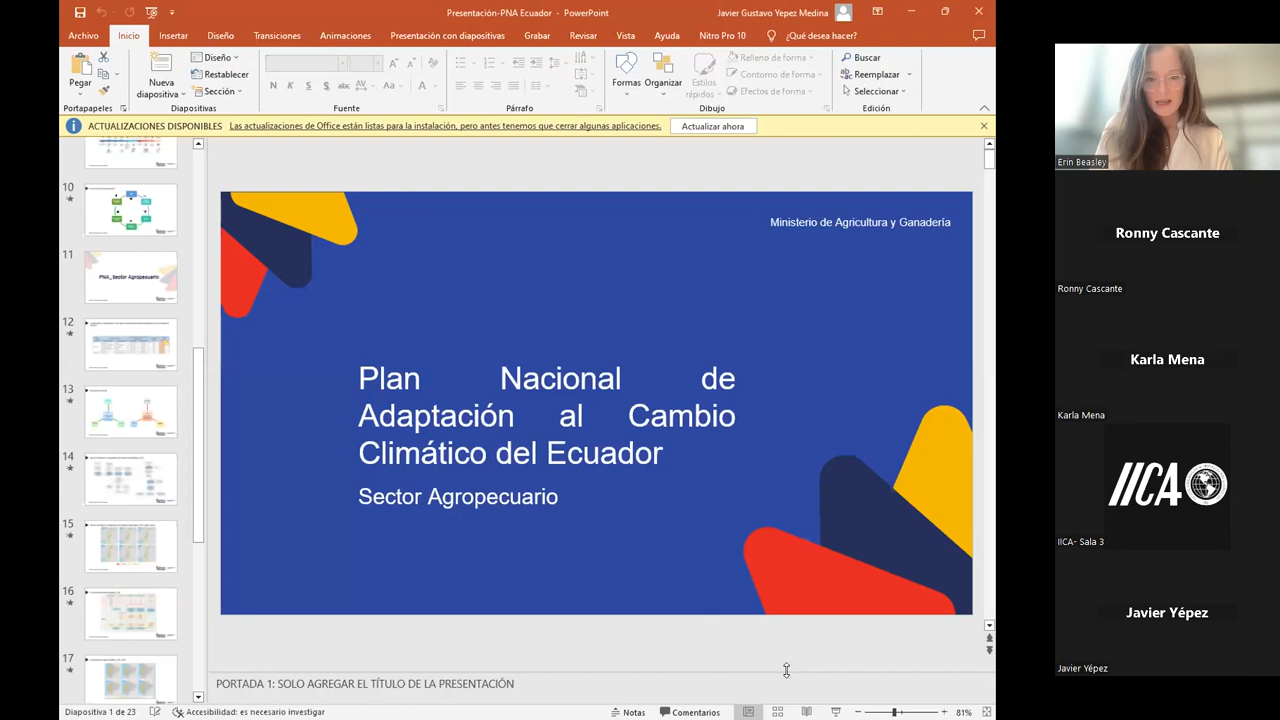 Presentación-PNA Ecuador - PowerPoint
Javier Gustavo Yepez Medina
Archivo Inicio Insertar Diseño Transiciones Animaciones Presentación con diapositivas Grabar Revisar Vista Ayuda Nitro Pro 10 ¿Qué desea hacer?
Pegar
Portapapeles
Nueva diapositiva
Diseño
Restablecer
Sección
Diapositivas
N K S S abc AV Aa A
Fuente
Párrafo
Formas
Organizar
Estilos rápidos
Relleno de forma
Contorno de forma
Efectos de forma
Dibujo
Buscar
Reemplazar
Seleccionar
Edición
ACTUALIZACIONES DISPONIBLES Las actualizaciones de Office están listas para la instalación, pero antes tenemos que cerrar algunas aplicaciones. Actualizar ahora
10
11
PNA_ Sector Agropecuario
12
13
14
15
16
17
Ministerio de Agricultura y Ganadería
Plan Nacional de
Adaptación al Cambio
Climático del Ecuador
Sector Agropecuario
PORTADA 1: SOLO AGREGAR EL TÍTULO DE LA PRESENTACIÓN
Diapositiva 1 de 23 Accesibilidad: es necesario investigar Notas Comentarios 81%
Erin Beasley
Ronny Cascante
Ronny Cascante
Karla Mena
Karla Mena
IICA
IICA- Sala 3
Javier Yépez
Javier Yépez